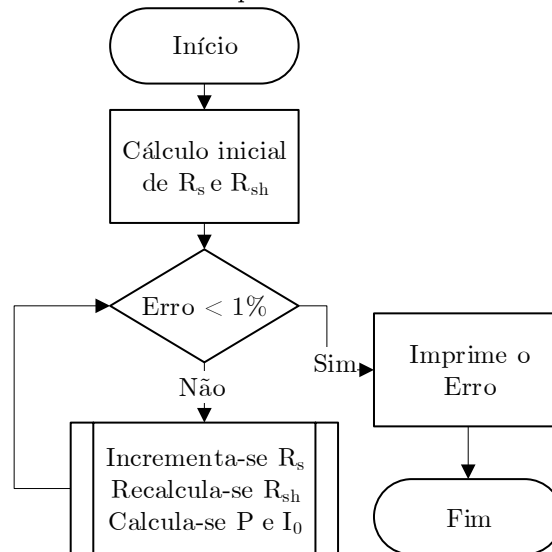 Início
Cálculo inicial
de Rs e Rsh
Erro < 1%
Sim
Não
Imprime o
Erro
Incrementa-se Rs
Recalcula-se Rsh
Calcula-se P e I0
Fim